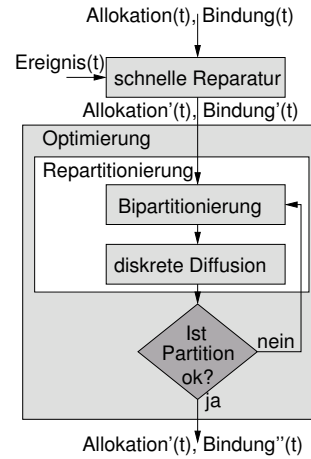 Allokation(t), Bindung(t)
Ereignis(t)
schnelle Reparatur
Allokation'(t), Bindung'(t)
Optimierung
Repartitionierung
Bipartitionierung
diskrete Diffusion
Ist
Partition
ok?
nein
ja
Allokation'(t), Bindung''(t)